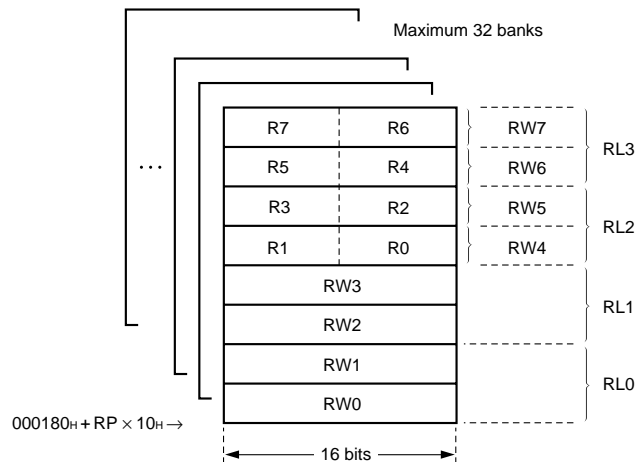 Maximum 32 banks
R7 R6 RW7
RL3
...
R5 R4 RW6
R3 R2 RW5
RL2
R1 R0 RW4
RW3
RL1
RW2
RW1
RL0
RW0
000180H + RP × 10H →
16 bits